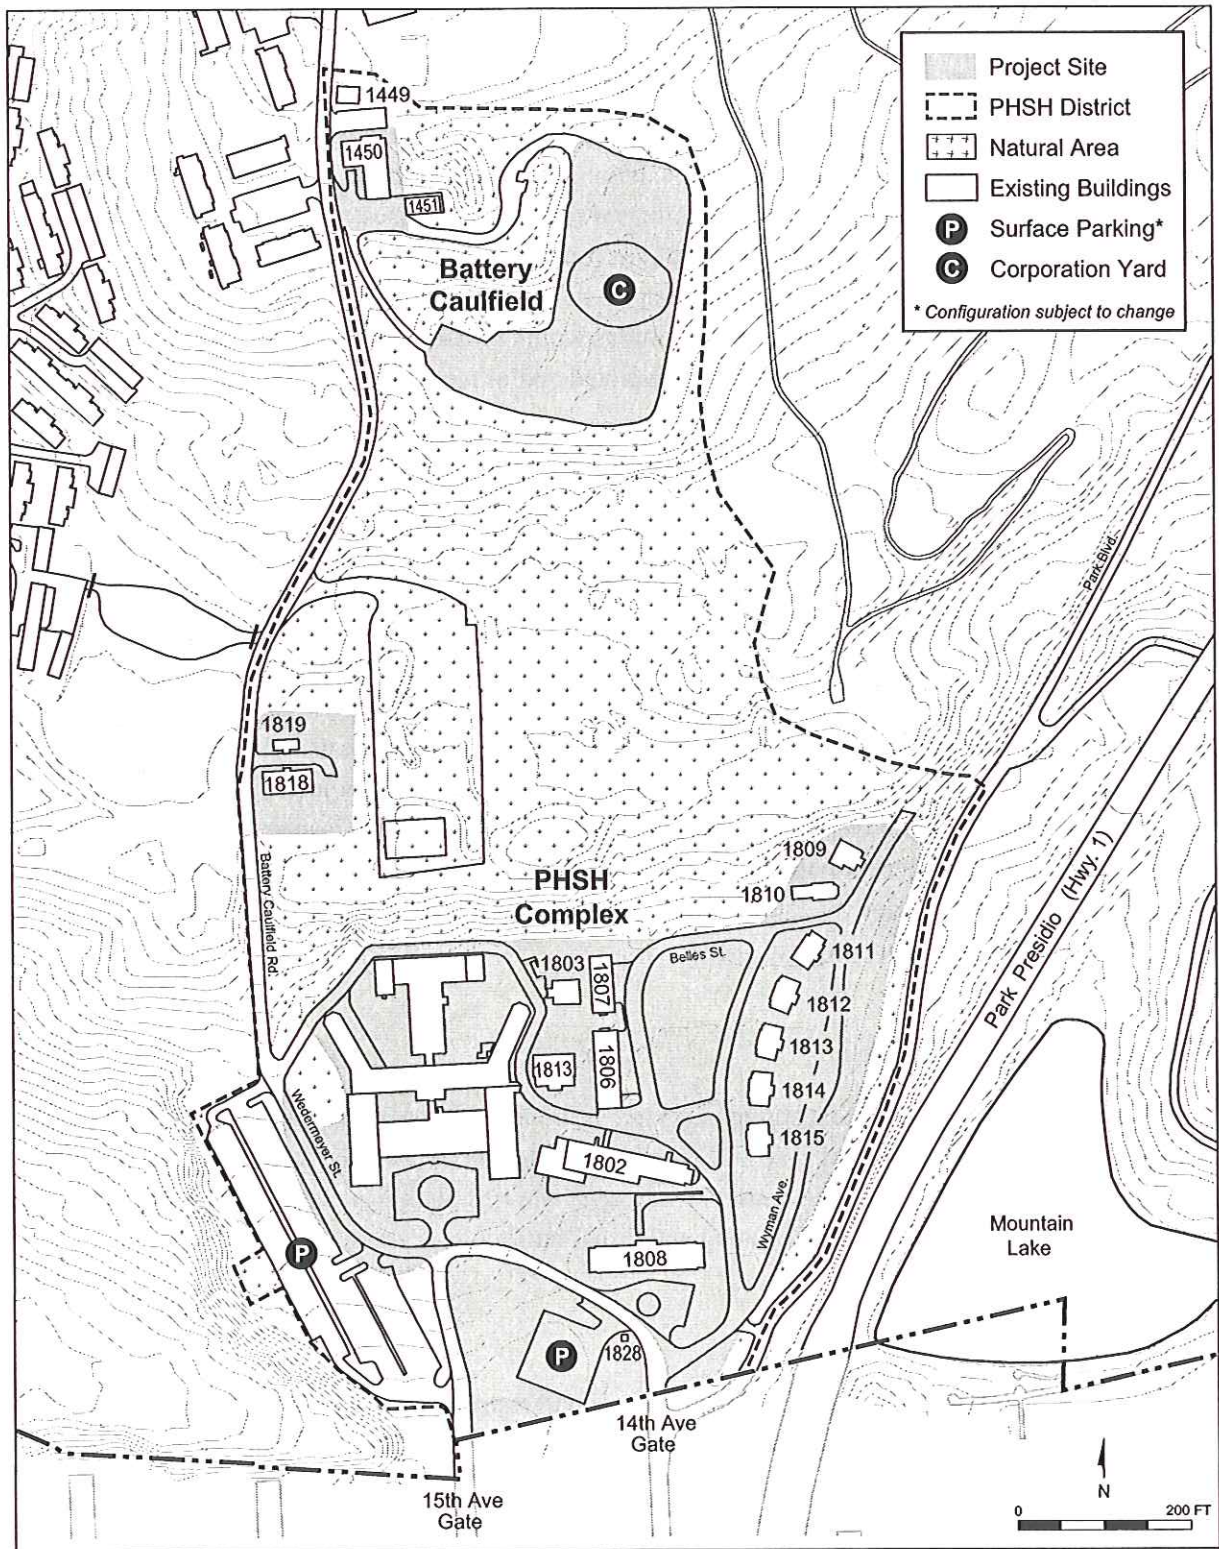 Project Site
PHSH District
Natural Area
Existing Buildings
P Surface Parking*
C Corporation Yard
* Configuration subject to change
1449
1450
1451
Battery
Caulfield
C
Park Blvd.
1819
1818
Battery Caulfield Rd.
PHSH
Complex
1809
1810
1811
Belles St.
1803
1807
1812
1813
1813
1806
1814
1815
Park Presidio (Hwy. 1)
Wedermeyer St.
1802
Wyman Ave.
Mountain
Lake
P
1808
P
1828
14th Ave
Gate
15th Ave
Gate
N
0 200 FT